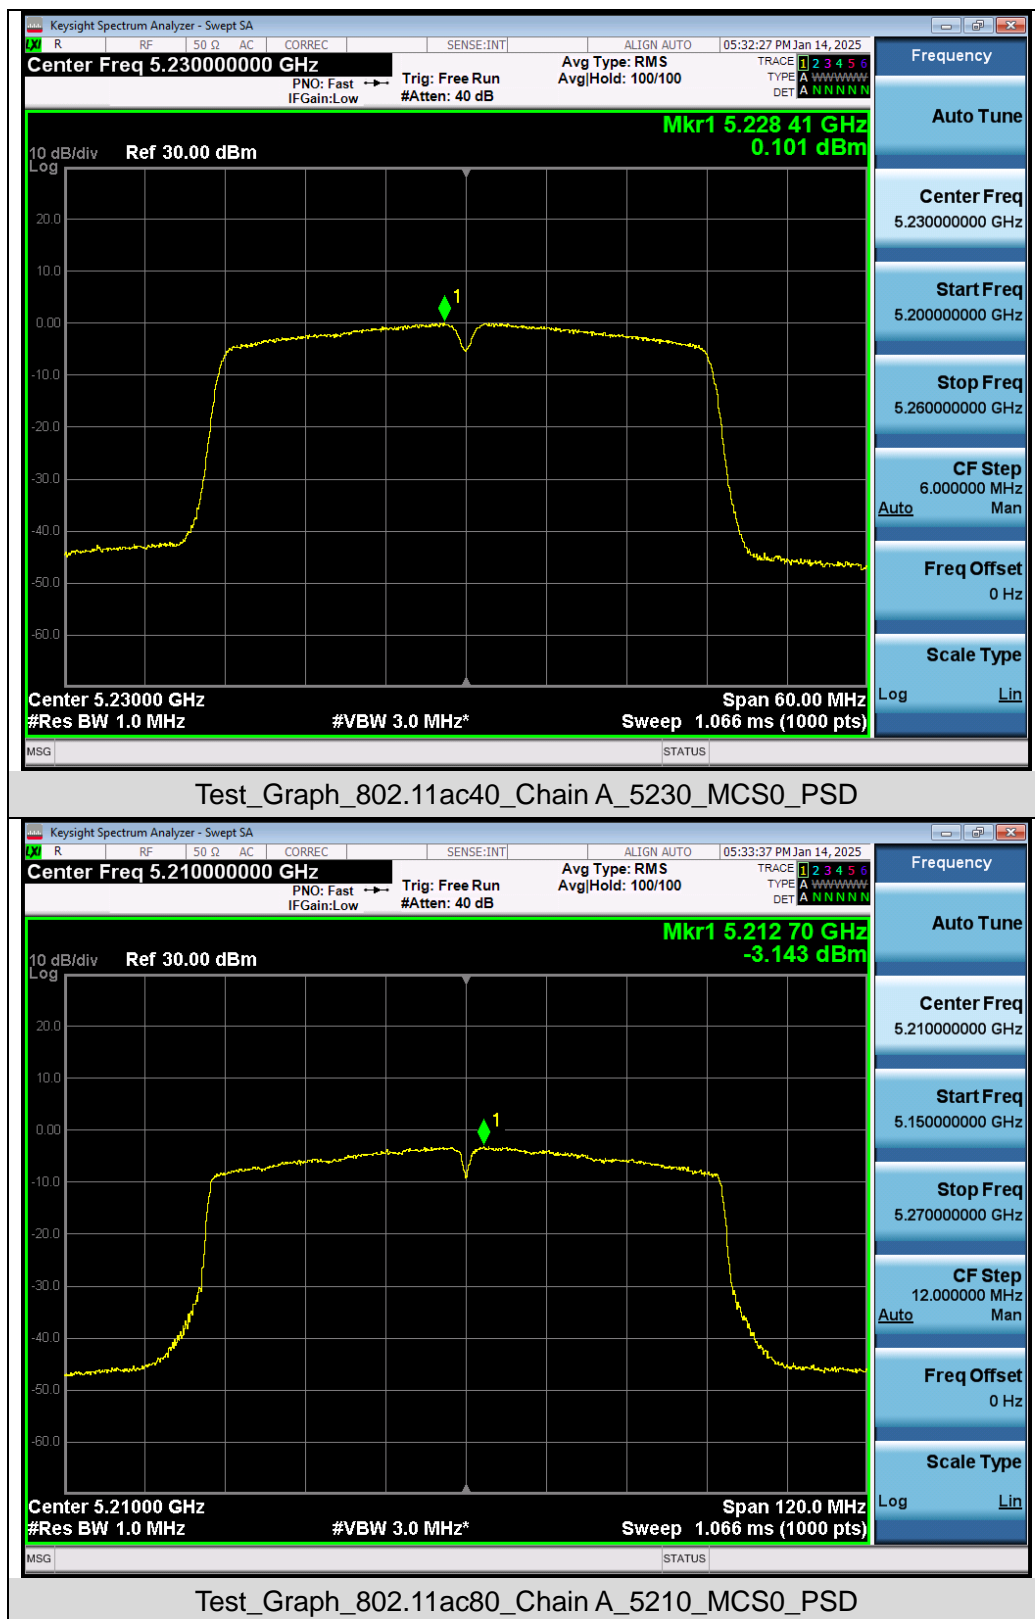 Keysight Spectrum Analyzer - Swept SA
LXI R RF 50 Ω AC CORREC SENSE:INT ALIGN AUTO 05:32:27 PM Jan 14, 2025
Center Freq 5.230000000 GHz
PNO: Fast
IFGain:Low
Trig: Free Run
#Atten: 40 dB
Avg Type: RMS
Avg|Hold: 100/100
TRACE 1 2 3 4 5 6
TYPE A WWWWW
DET A N N N N N
Mkr1 5.228 41 GHz
0.101 dBm
10 dB/div Ref 30.00 dBm
Log
20.0
10.0
0.00
-10.0
-20.0
-30.0
-40.0
-50.0
-60.0
1
Center 5.23000 GHz Span 60.00 MHz
#Res BW 1.0 MHz #VBW 3.0 MHz* Sweep 1.066 ms (1000 pts)
MSG STATUS
Frequency
Auto Tune
Center Freq
5.230000000 GHz
Start Freq
5.200000000 GHz
Stop Freq
5.260000000 GHz
CF Step
6.000000 MHz
Auto Man
Freq Offset
0 Hz
Scale Type
Log Lin
Test_Graph_802.11ac40_Chain A_5230_MCS0_PSD
Keysight Spectrum Analyzer - Swept SA
LXI R RF 50 Ω AC CORREC SENSE:INT ALIGN AUTO 05:33:37 PM Jan 14, 2025
Center Freq 5.210000000 GHz
PNO: Fast
IFGain:Low
Trig: Free Run
#Atten: 40 dB
Avg Type: RMS
Avg|Hold: 100/100
TRACE 1 2 3 4 5 6
TYPE A WWWWW
DET A N N N N N
Mkr1 5.212 70 GHz
-3.143 dBm
10 dB/div Ref 30.00 dBm
Log
20.0
10.0
0.00
-10.0
-20.0
-30.0
-40.0
-50.0
-60.0
1
Center 5.21000 GHz Span 120.0 MHz
#Res BW 1.0 MHz #VBW 3.0 MHz* Sweep 1.066 ms (1000 pts)
MSG STATUS
Frequency
Auto Tune
Center Freq
5.210000000 GHz
Start Freq
5.150000000 GHz
Stop Freq
5.270000000 GHz
CF Step
12.000000 MHz
Auto Man
Freq Offset
0 Hz
Scale Type
Log Lin
Test_Graph_802.11ac80_Chain A_5210_MCS0_PSD